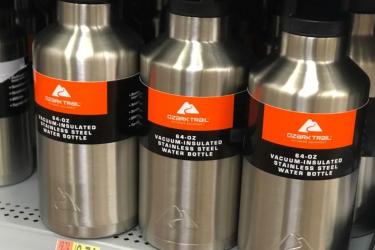 OZARK TRAIL
64-OZ
VACUUM-INSULATED
STAINLESS STEEL
WATER BOTTLE
OZARK TRAIL
64-OZ
VACUUM-INSULATED
STAINLESS STEEL
WATER BOTTLE
OZARK TRAIL
64-OZ
VACUUM-INSULATED
STAINLESS STEEL
WATER BOTTLE